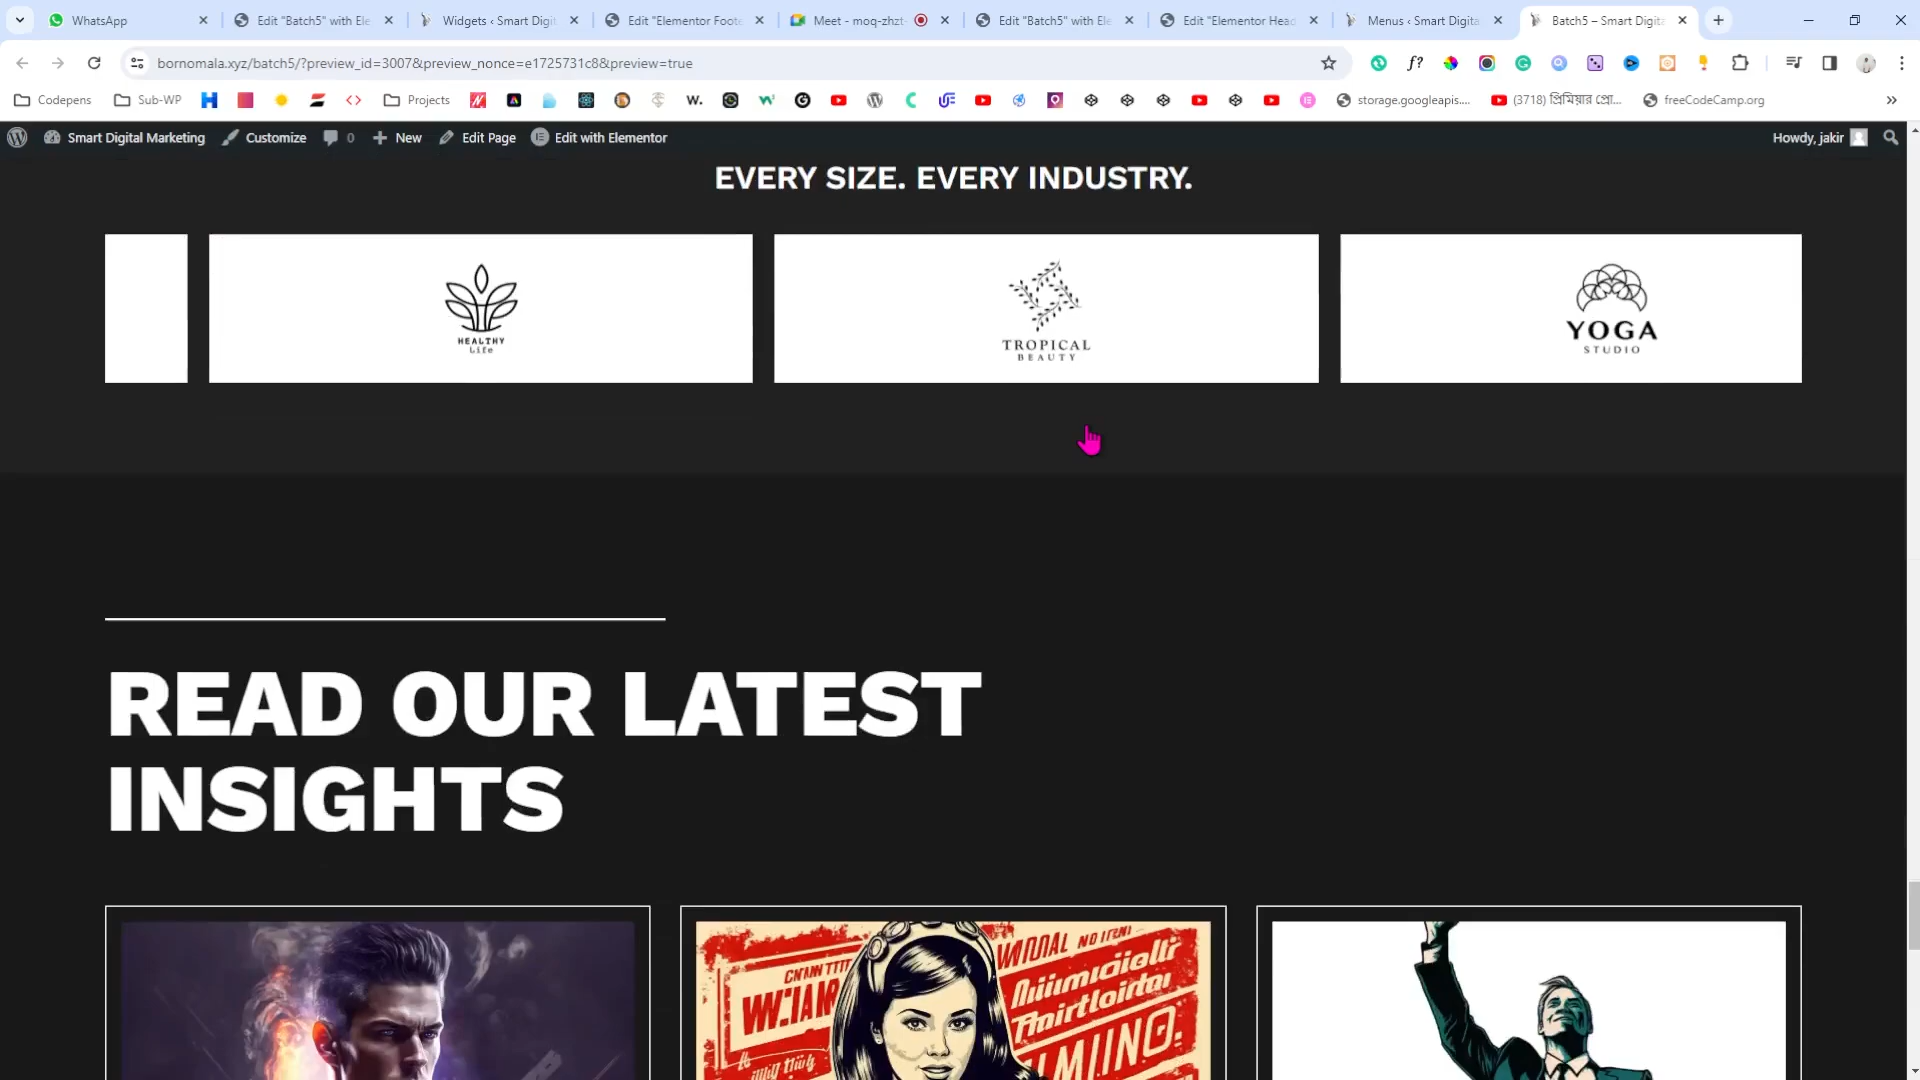 WhatsApp
Edit "Batch5" with Ele
Widgets ‹ Smart Digit
Edit "Elementor Foote
Meet - moq-zhzt
Edit "Batch5" with Ele
Edit "Elementor Head
Menus ‹ Smart Digita
Batch5 – Smart Digita
bornomala.xyz/batch5/?preview_id=3007&preview_nonce=e1725731c8&preview=true
Codepens
Sub-WP
Projects
storage.googleapis....
(3718) প্রিমিয়ার প্রো...
freeCodeCamp.org
Smart Digital Marketing
Customize
0
New
Edit Page
Edit with Elementor
Howdy, jakir
EVERY SIZE. EVERY INDUSTRY.
HEALTHY
Life
TROPICAL
BEAUTY
YOGA
STUDIO
READ OUR LATEST
INSIGHTS